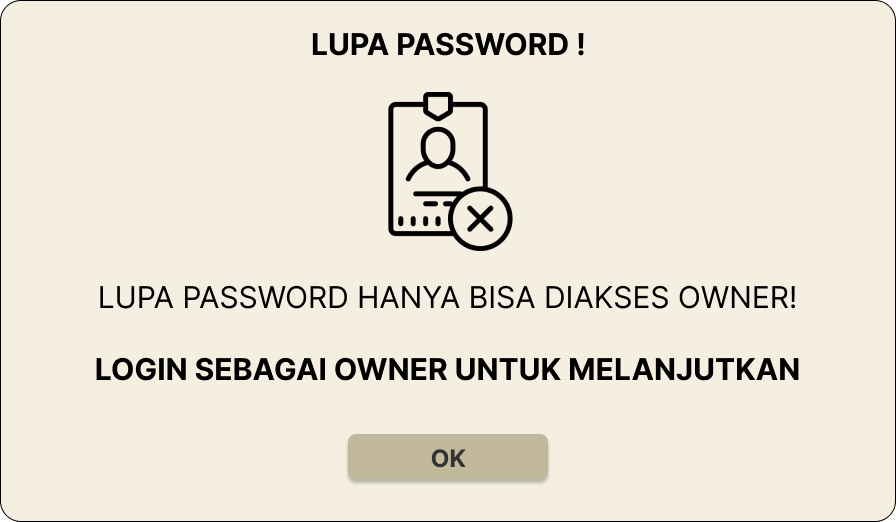 LUPA PASSWORD !
LUPA PASSWORD HANYA BISA DIAKSES OWNER!
LOGIN SEBAGAI OWNER UNTUK MELANJUTKAN
OK